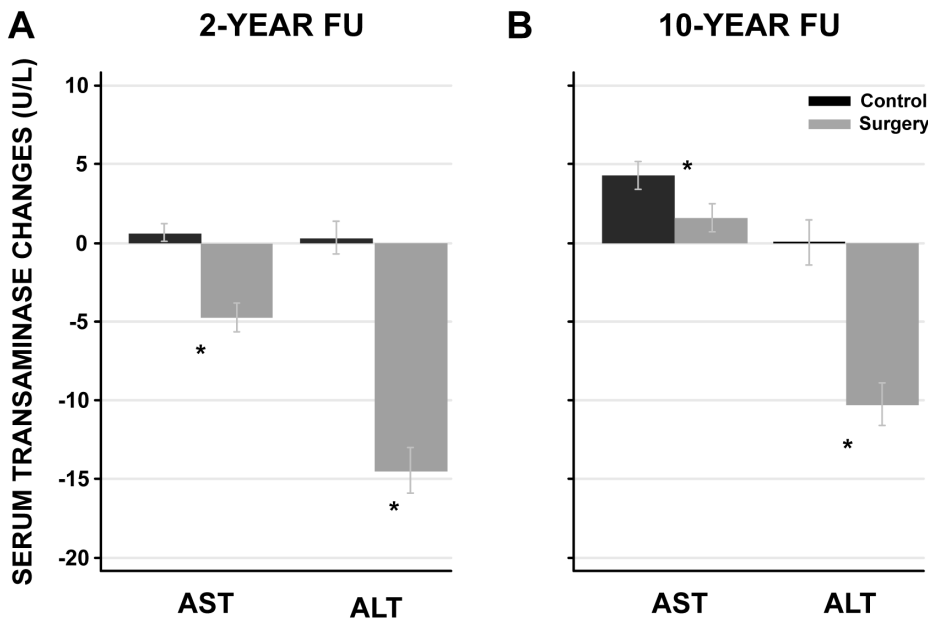 A
2-YEAR FU
B
10-YEAR FU
SERUM TRANSAMINASE CHANGES (U/L)
10
5
0
-5
-10
-15
-20
*
*
AST
ALT
Control
Surgery
*
*
AST
ALT